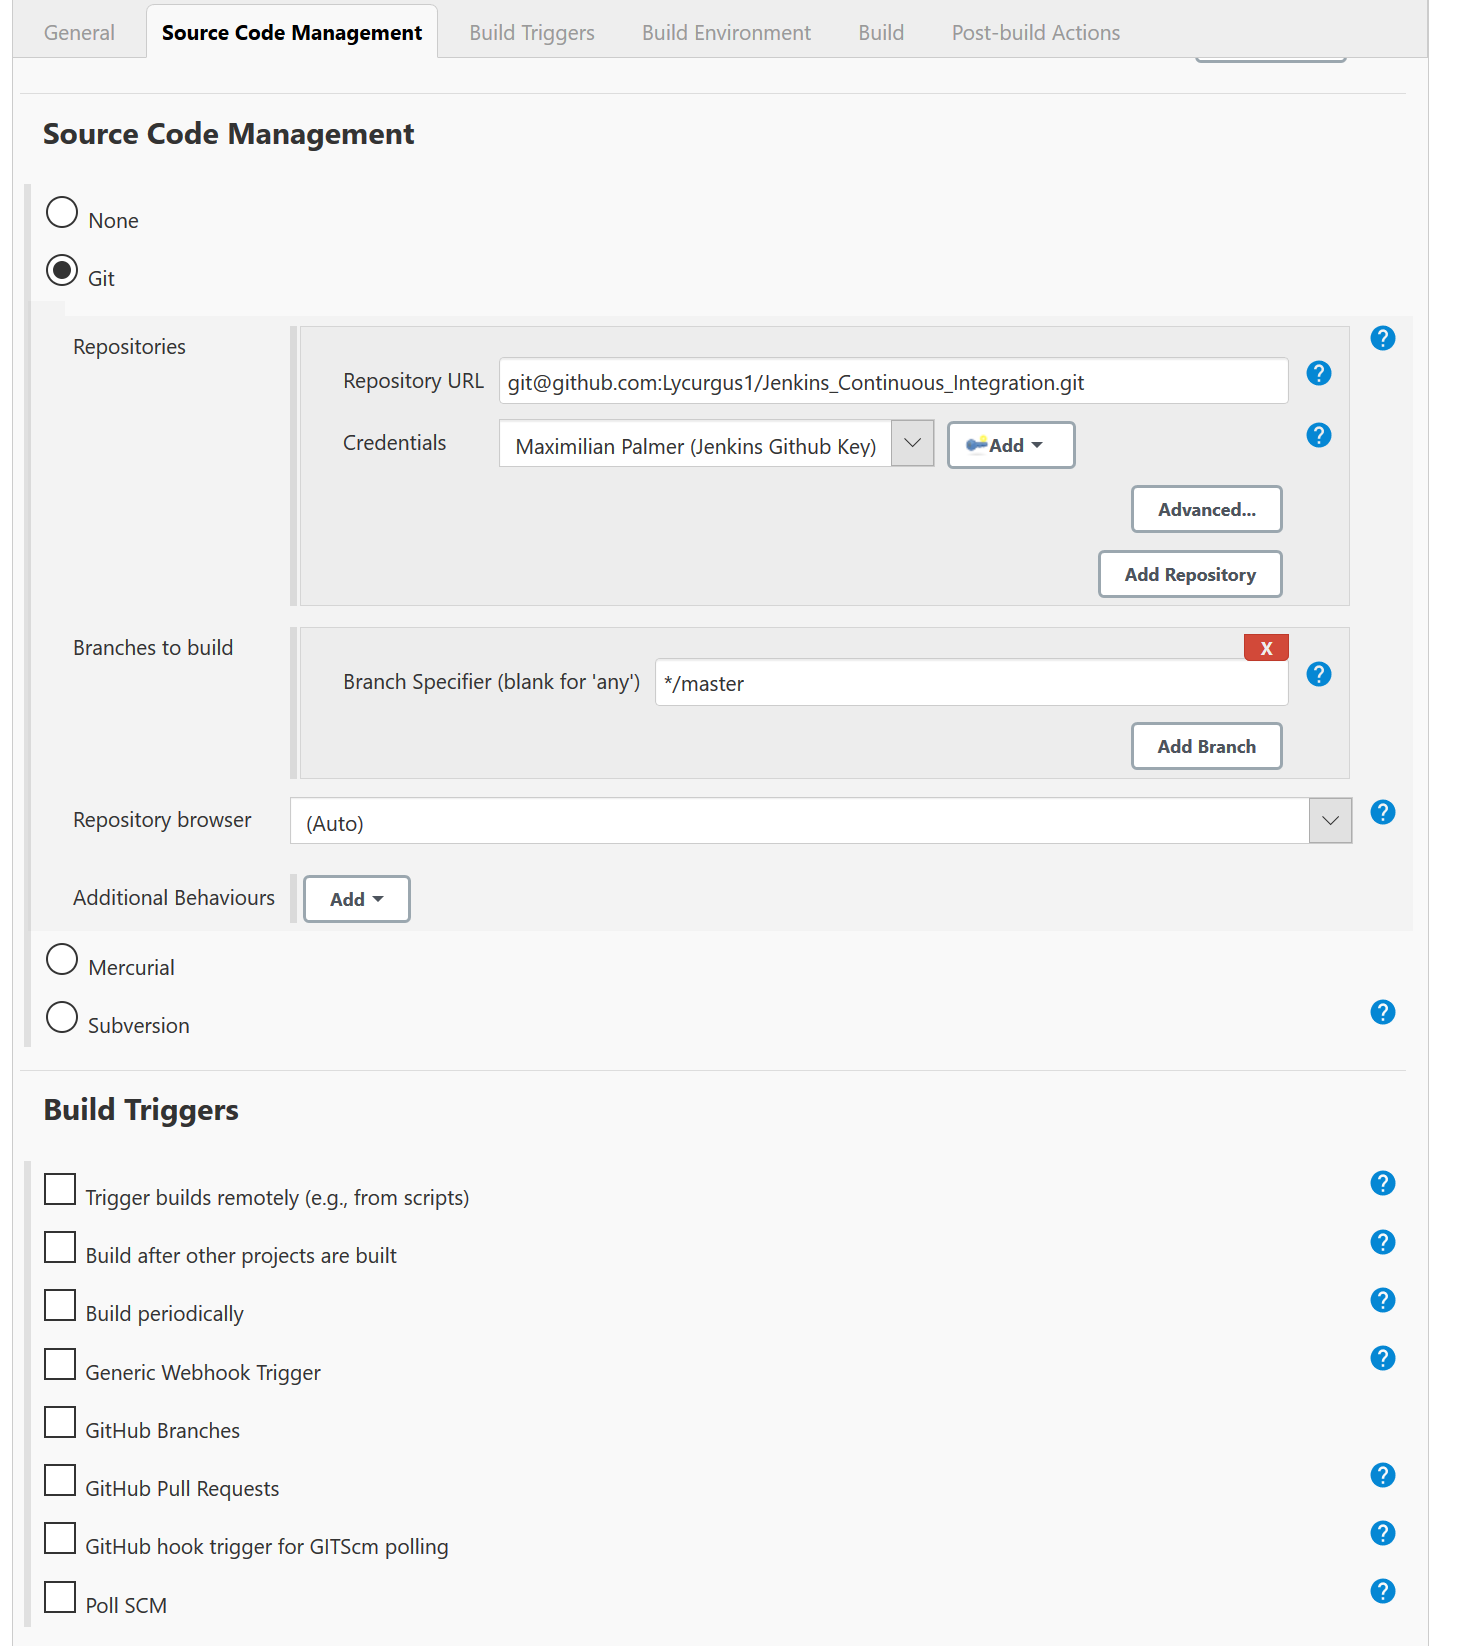 General Source Code Management Build Triggers Build Environment Build Post-build Actions
Source Code Management
None
Git
Repositories
Repository URL git@github.com:Lycurgus1/Jenkins_Continuous_Integration.git
Credentials Maximilian Palmer (Jenkins Github Key) Add
Advanced...
Add Repository
Branches to build
X
Branch Specifier (blank for 'any') */master
Add Branch
Repository browser (Auto)
Additional Behaviours Add
Mercurial
Subversion
Build Triggers
Trigger builds remotely (e.g., from scripts)
Build after other projects are built
Build periodically
Generic Webhook Trigger
GitHub Branches
GitHub Pull Requests
GitHub hook trigger for GITScm polling
Poll SCM